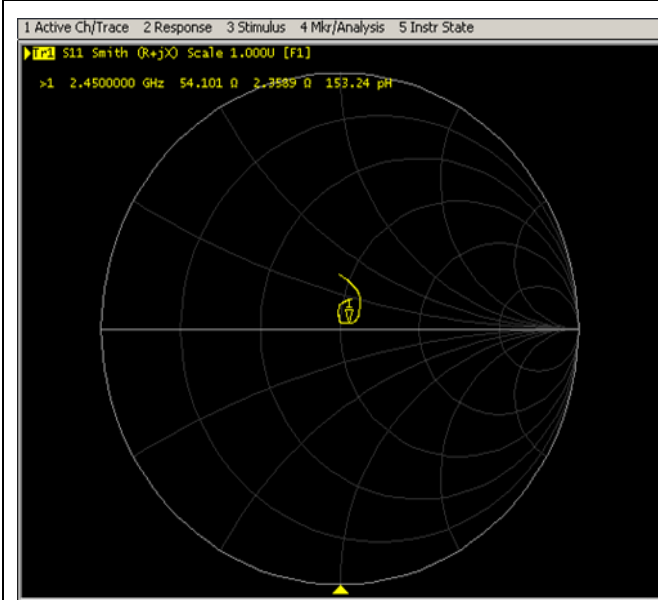 1 Active Ch/Trace 2 Response 3 Stimulus 4 Mkr/Analysis 5 Instr State
Tr1 S11 Smith (R+jX) Scale 1.000U [F1]
>1 2.4500000 GHz 54.101 Ω 2.3589 Ω 153.24 pH
1